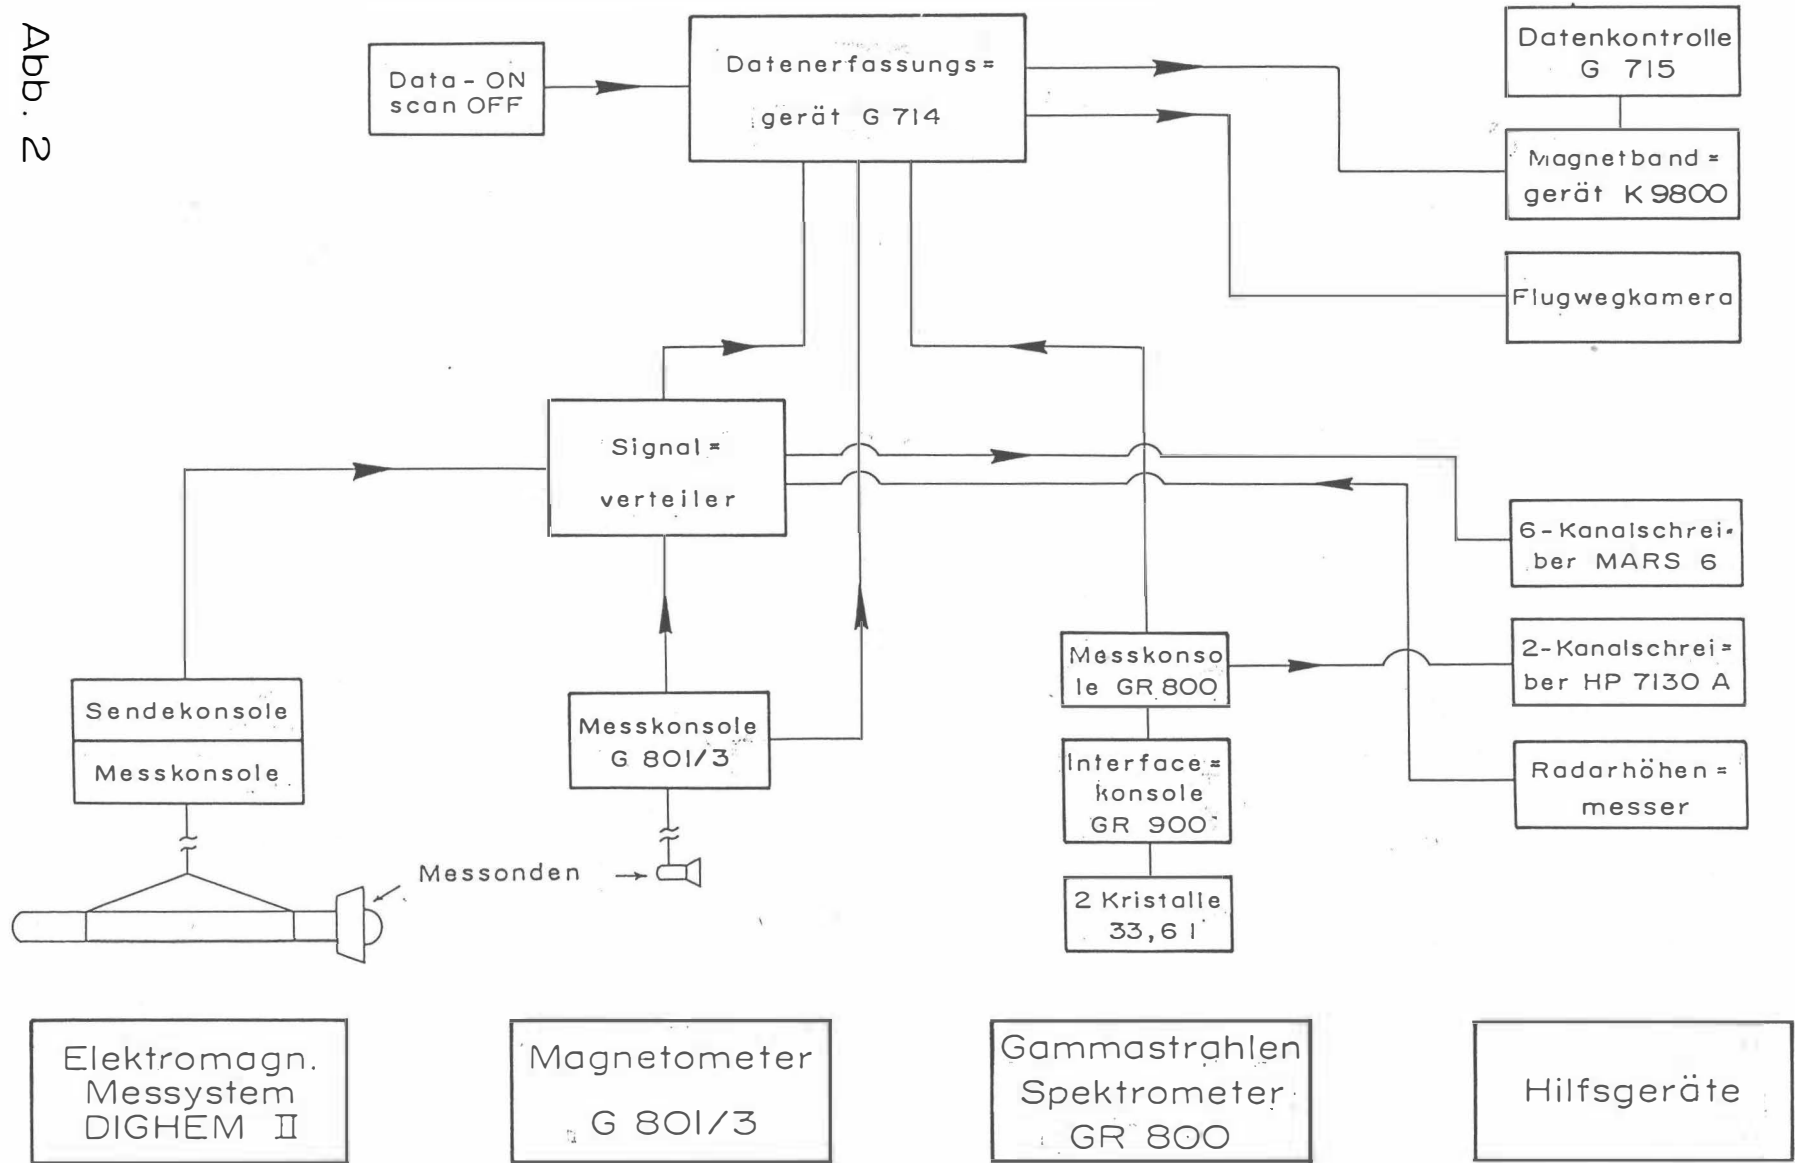 Abb. 2
Data-ON
scan OFF
Datenerfassungs=
gerät G 714
Datenkontrolle
G 715
Magnetband=
gerät K 9800
Flugwegkamera
Signal=
verteiler
6-Kanalschrei-
ber MARS 6
2-Kanalschrei=
ber HP 7130 A
Radarhöhen=
messer
Sendekonsole
Messkonsole
Messkonsole
G 801/3
Messkonso
le GR 800
Interface=
konsole
GR 900
2 Kristalle
33,6 l
Messonden
Elektromagn.
Messystem
DIGHEM II
Magnetometer
G 801/3
Gammastrahlen
Spektrometer
GR 800
Hilfsgeräte